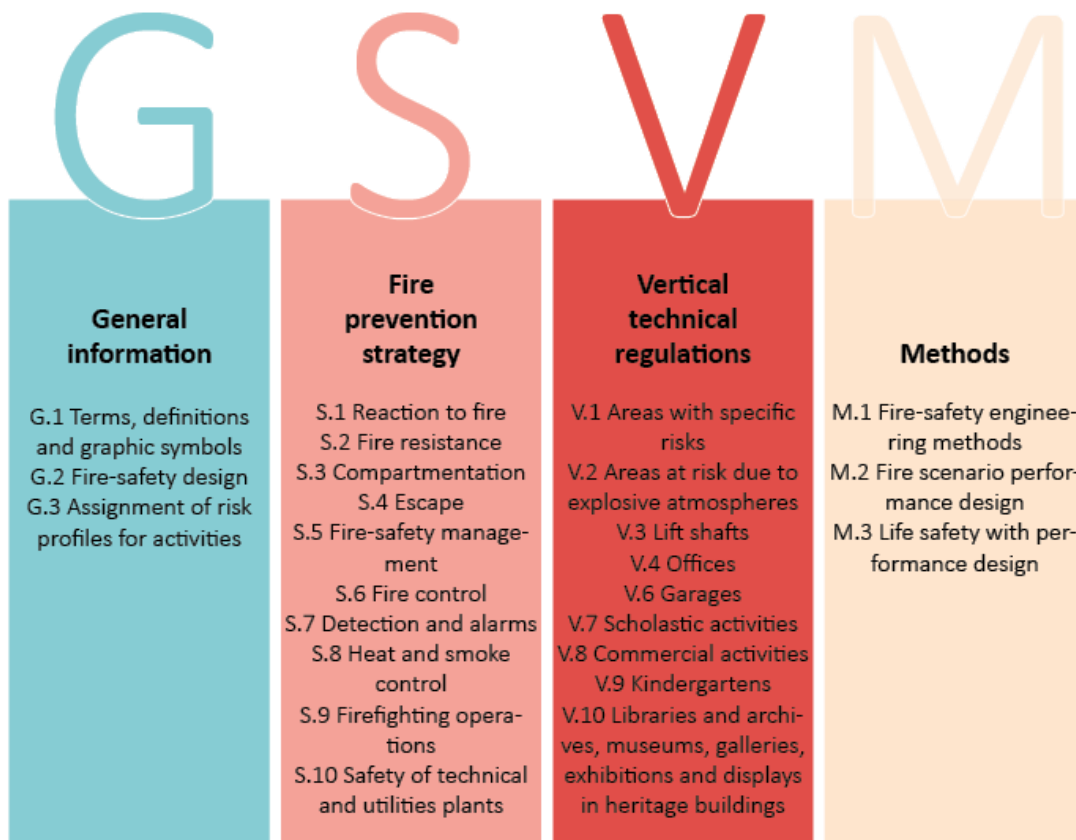 G
S
V
M
General
information
G.1 Terms, definitions
and graphic symbols
G.2 Fire-safety design
G.3 Assignment of risk
profiles for activities
Fire
prevention
strategy
S.1 Reaction to fire
S.2 Fire resistance
S.3 Compartmentation
S.4 Escape
S.5 Fire-safety manage-
ment
S.6 Fire control
S.7 Detection and alarms
S.8 Heat and smoke
control
S.9 Firefighting opera-
tions
S.10 Safety of technical
and utilities plants
Vertical
technical
regulations
V.1 Areas with specific
risks
V.2 Areas at risk due to
explosive atmospheres
V.3 Lift shafts
V.4 Offices
V.6 Garages
V.7 Scholastic activities
V.8 Commercial activities
V.9 Kindergartens
V.10 Libraries and archi-
ves, museums, galleries,
exhibitions and displays
in heritage buildings
Methods
M.1 Fire-safety enginee-
ring methods
M.2 Fire scenario perfor-
mance design
M.3 Life safety with per-
formance design